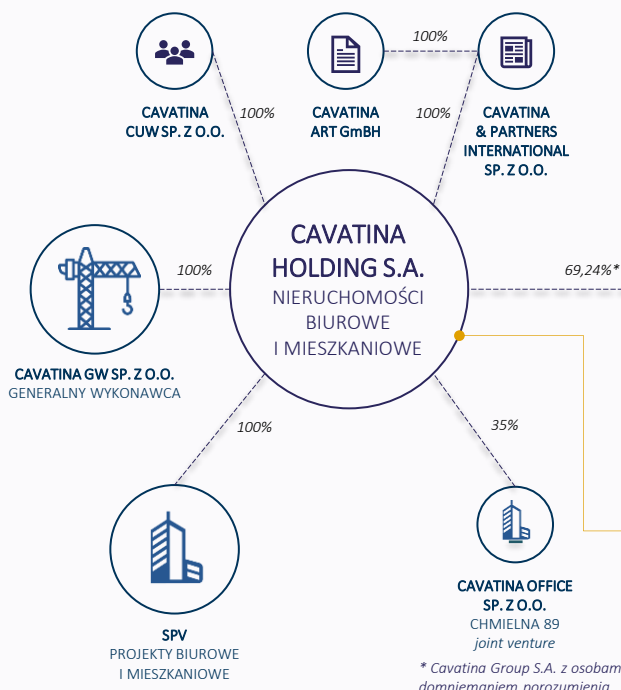 100%
CAVATINA
CUW SP. Z O.O.
100%
CAVATINA
ART GmBH
100%
CAVATINA
& PARTNERS
INTERNATIONAL
SP. Z O.O.
CAVATINA
HOLDING S.A.
NIERUCHOMOŚCI
BIUROWE
I MIESZKANIOWE
100%
69,24%*
CAVATINA GW SP. Z O.O.
GENERALNY WYKONAWCA
100%
35%
SPV
PROJEKTY BIUROWE
I MIESZKANIOWE
CAVATINA OFFICE
SP. Z O.O.
CHMIELNA 89
joint venture
* Cavatina Group S.A. z osobam
domniemaniem porozumienia